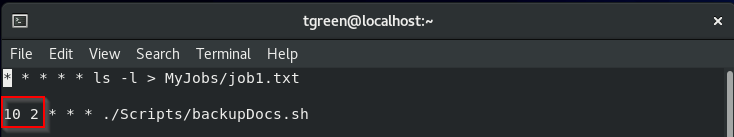 tgreen@localhost:~
File Edit View Search Terminal Help
* * * * * ls -l > MyJobs/job1.txt
10 2 * * * ./Scripts/backupDocs.sh